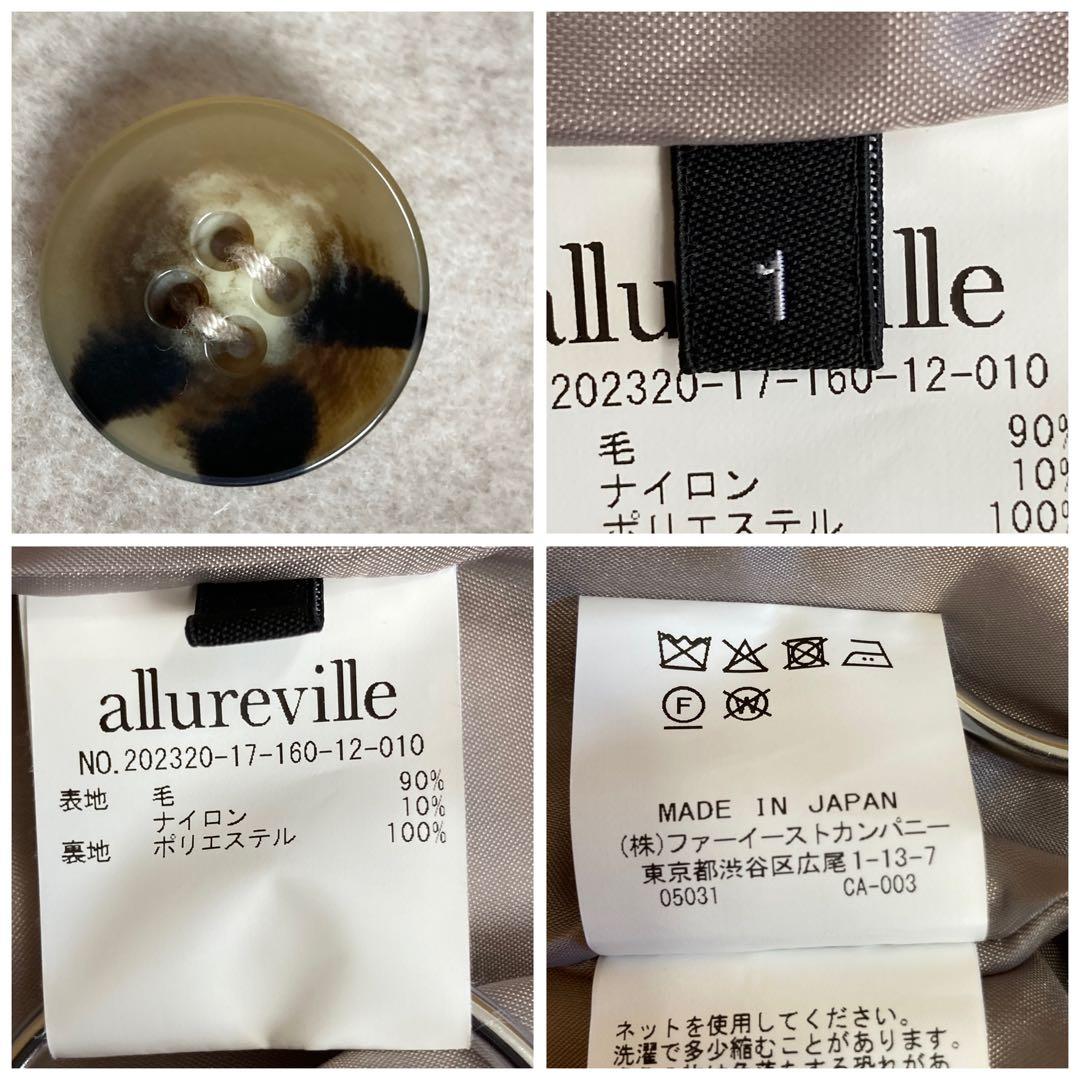 1
allureville
202320-17-160-12-010
毛 90%
ナイロン 10%
ポリエステル 100%
allureville
NO.202320-17-160-12-010
表地 毛 90%
ナイロン 10%
裏地 ポリエステル 100%
F W
MADE IN JAPAN
(株)ファーイーストカンパニー
東京都渋谷区広尾1-13-7
05031 CA-003
ネットを使用してください。
洗濯で多少縮むことがあります。